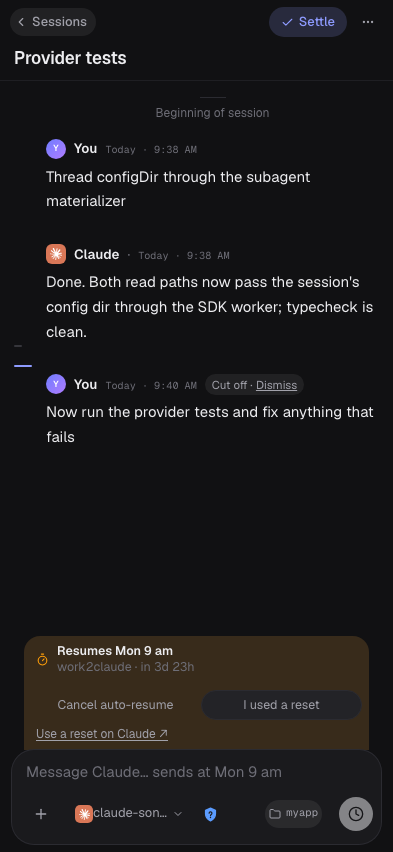 Sessions
Settle
Provider tests
Beginning of session
Y You Today · 9:38 AM
Thread configDir through the subagent
materializer
Claude · Today · 9:38 AM
Done. Both read paths now pass the session's
config dir through the SDK worker; typecheck is
clean.
Y You Today · 9:40 AM Cut off · Dismiss
Now run the provider tests and fix anything that
fails
Resumes Mon 9 am
work2claude · in 3d 23h
Cancel auto-resume
I used a reset
Use a reset on Claude ↗
Message Claude… sends at Mon 9 am
claude-son…
myapp